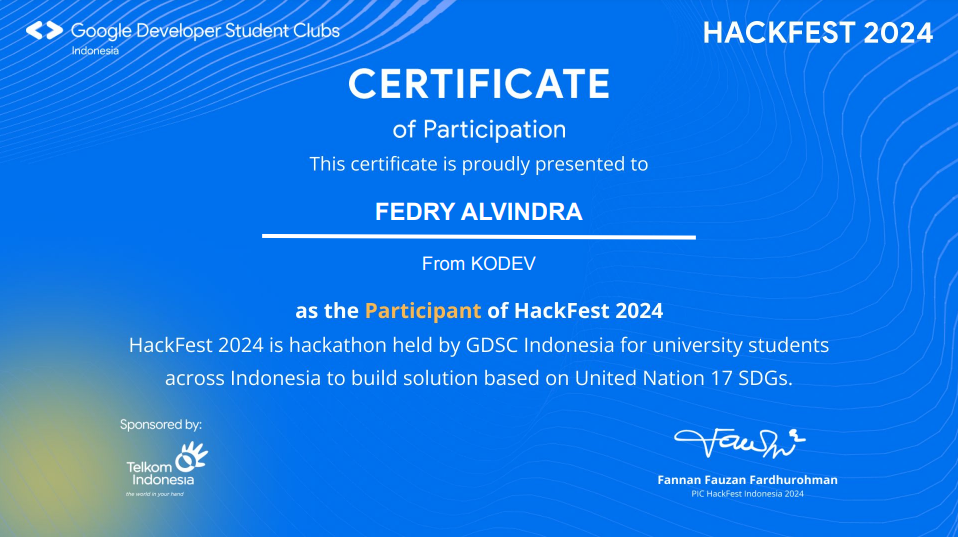 Google Developer Student Clubs
Indonesia
HACKFEST 2024
CERTIFICATE
of Participation
This certificate is proudly presented to
FEDRY ALVINDRA
From KODEV
as the Participant of HackFest 2024
HackFest 2024 is hackathon held by GDSC Indonesia for university students
across Indonesia to build solution based on United Nation 17 SDGs.
Sponsored by:
Telkom
Indonesia
the world in your hand
Fannan Fauzan Fardhurohman
PIC HackFest Indonesia 2024